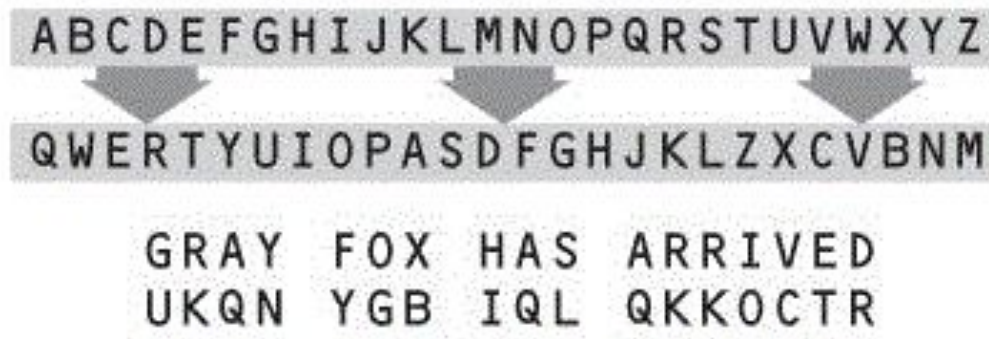 ABCDEFGHIJKLMNOPQRSTUVWXYZ
QWERTYUIOPASDFGHJKLZXCVBNM
GRAY FOX HAS ARRIVED
UKQN YGB IQL QKKOCTR